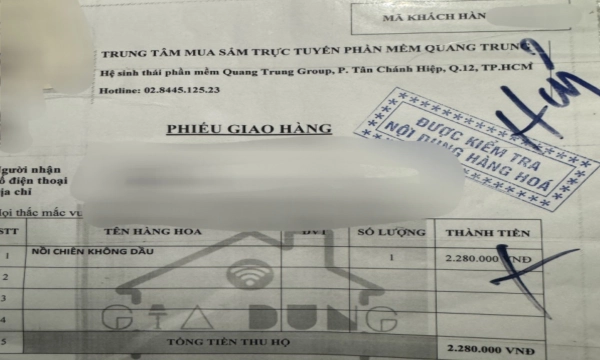 MÃ KHÁCH HÀN
TRUNG TÂM MUA SẮM TRỰC TUYẾN PHẦN MỀM QUANG TRUNG
Hệ sinh thái phần mềm Quang Trung Group, P. Tân Chánh Hiệp, Q.12, TP.HCM
Hotline: 02.8445.125.23
PHIẾU GIAO HÀNG
ĐƯỢC KIỂM TRA
NỘI DUNG HÀNG HOÁ
Người nhận
ố điện thoại
ịa chỉ
ọi thắc mắc vu
STT TÊN HÀNG HOA ĐVT SỐ LƯỢNG THÀNH TIỀN
1 NỒI CHIÊN KHÔNG DẦU 1 2.280.000 VNĐ
2
3
4
5 TỔNG TIỀN THU HỘ 2.280.000 VNĐ
GIA DỤNG